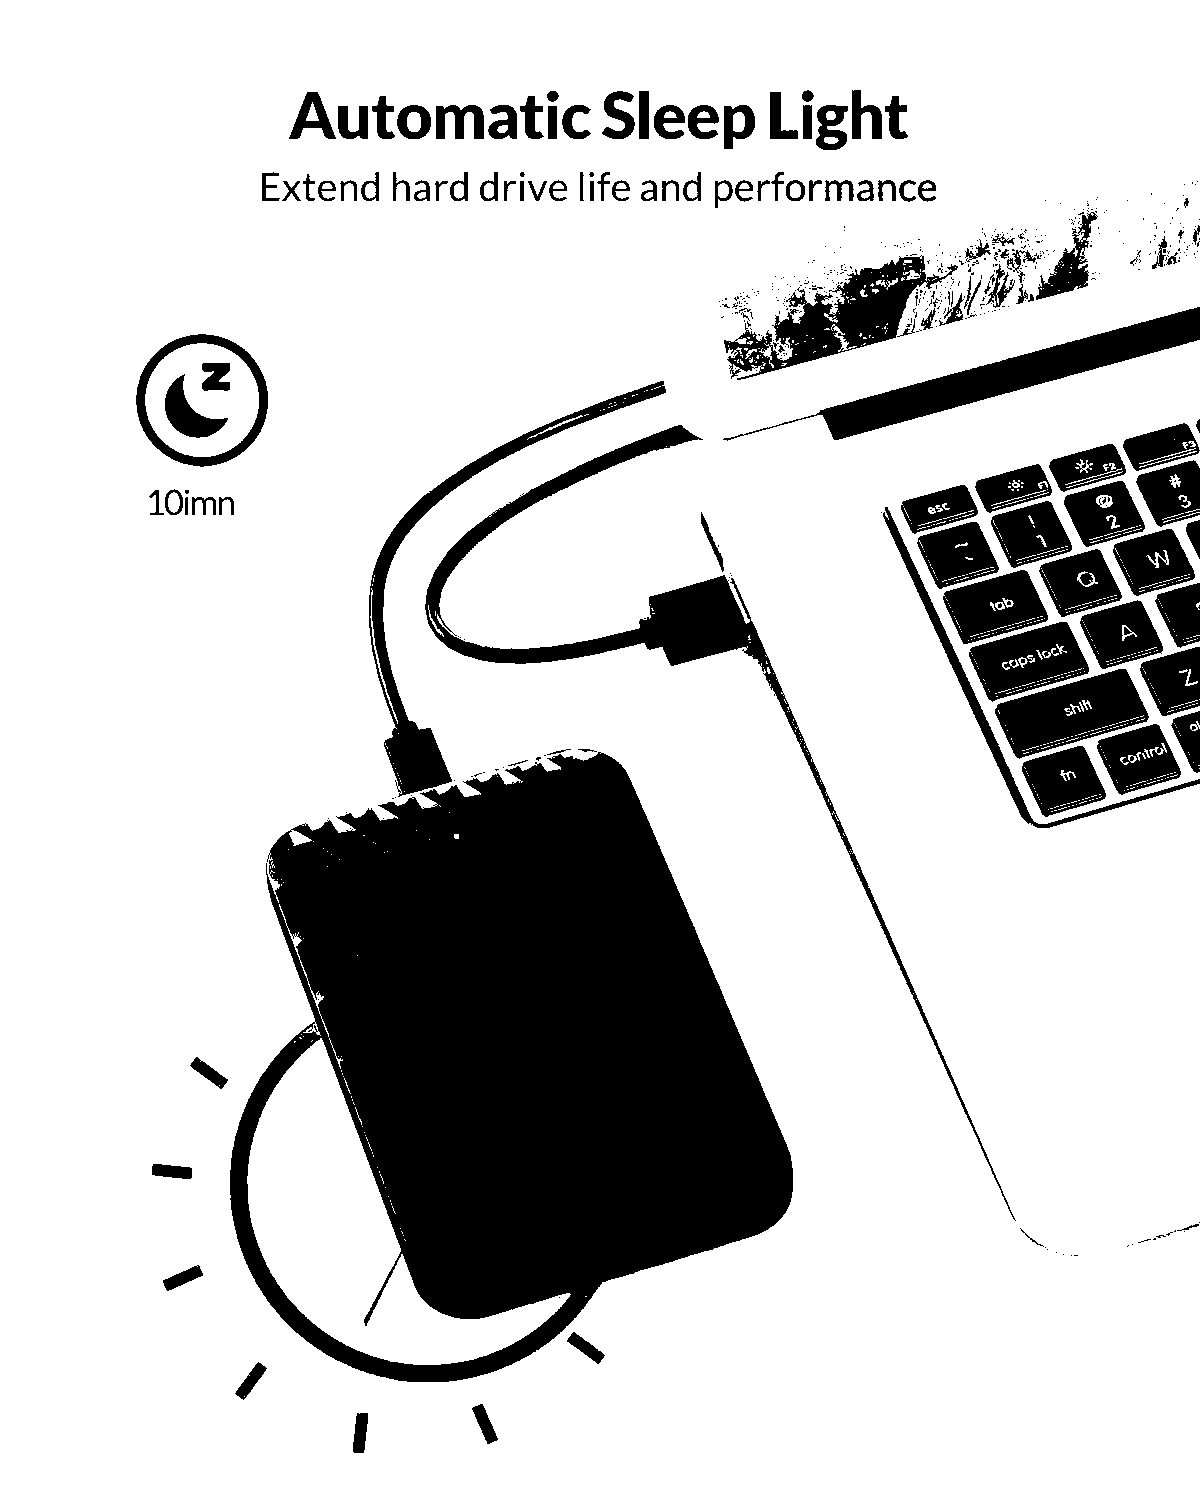 Automatic Sleep Light
Extend hard drive life and performance
Z
10imn
esc F1 F2 F3
~ ! 1 @ 2 # 3
tab Q W
caps lock A
shift Z
fn control